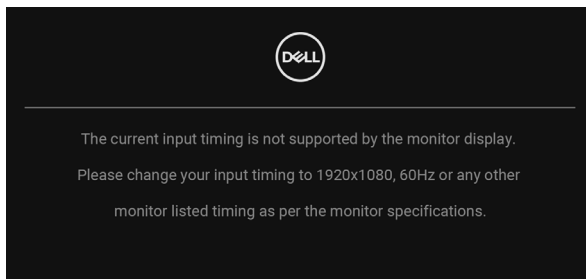 DELL
The current input timing is not supported by the monitor display.
Please change your input timing to 1920x1080, 60Hz or any other
monitor listed timing as per the monitor specifications.